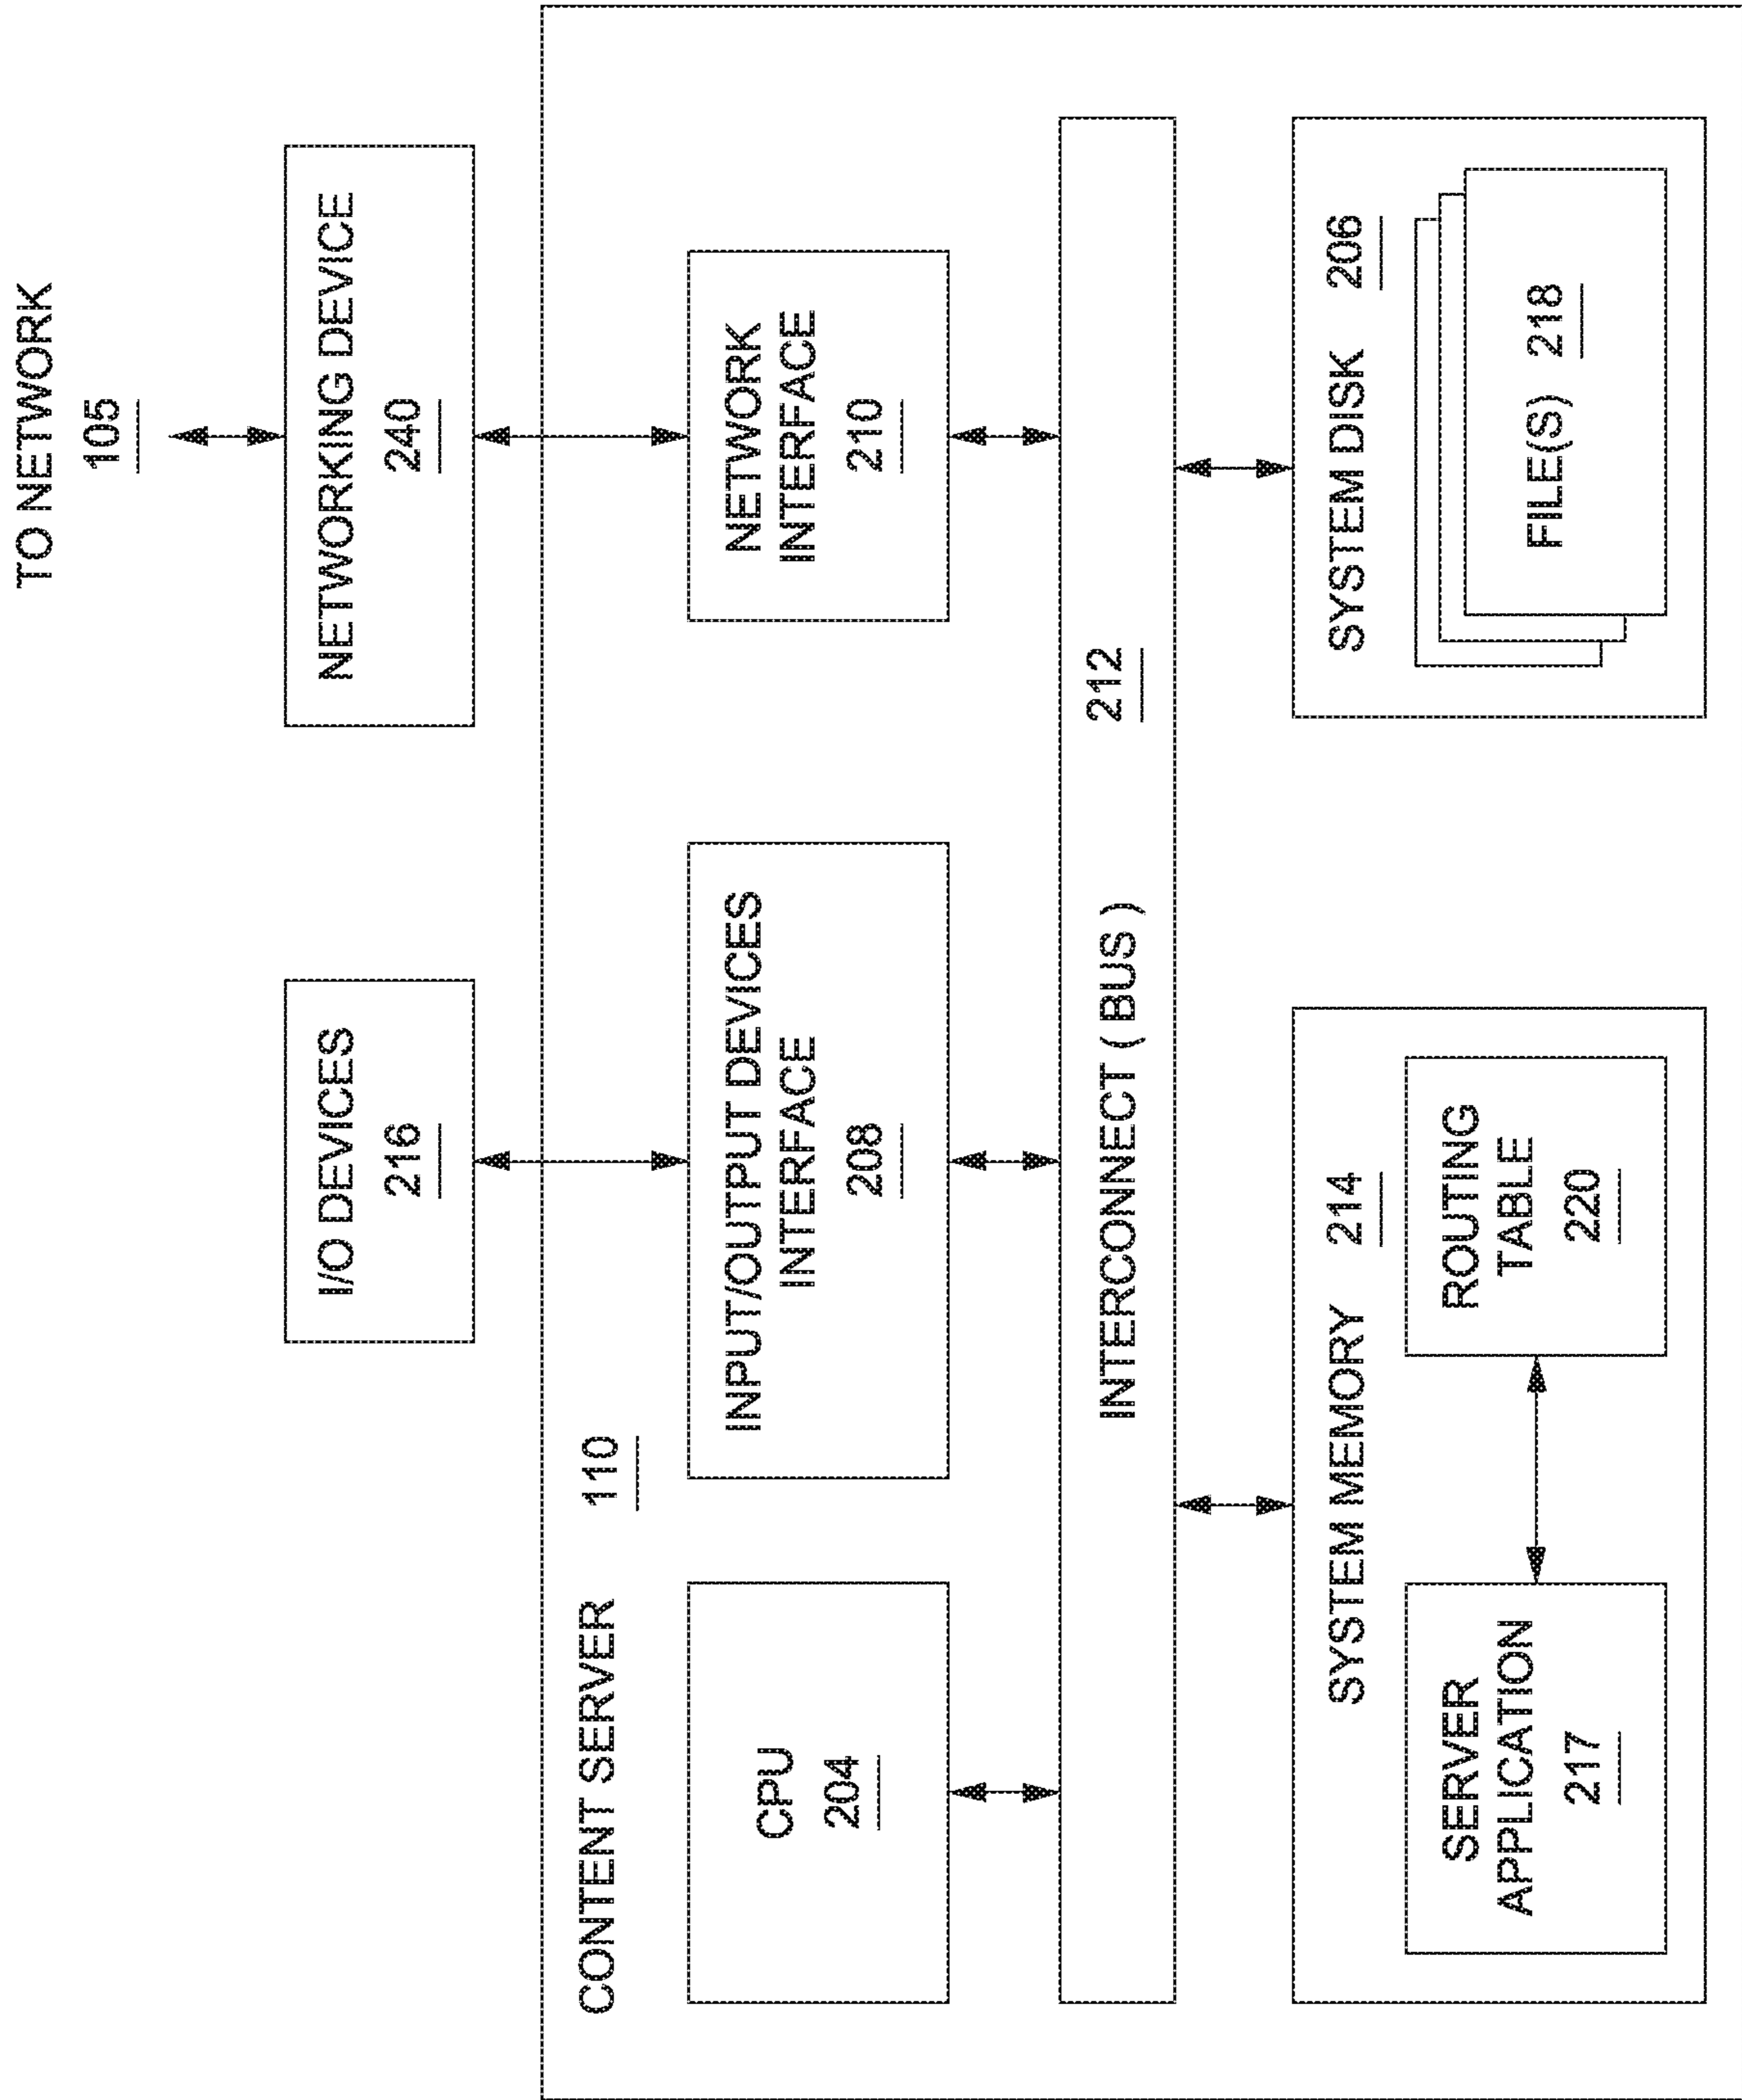 TO NETWORK
105
I/O DEVICES
216
NETWORKING DEVICE
240
CONTENT SERVER 110
CPU
204
INPUT/OUTPUT DEVICES
INTERFACE
208
NETWORK
INTERFACE
210
INTERCONNECT ( BUS ) 212
SYSTEM MEMORY 214
SERVER
APPLICATION
217
ROUTING
TABLE
220
SYSTEM DISK 206
FILE(S) 218